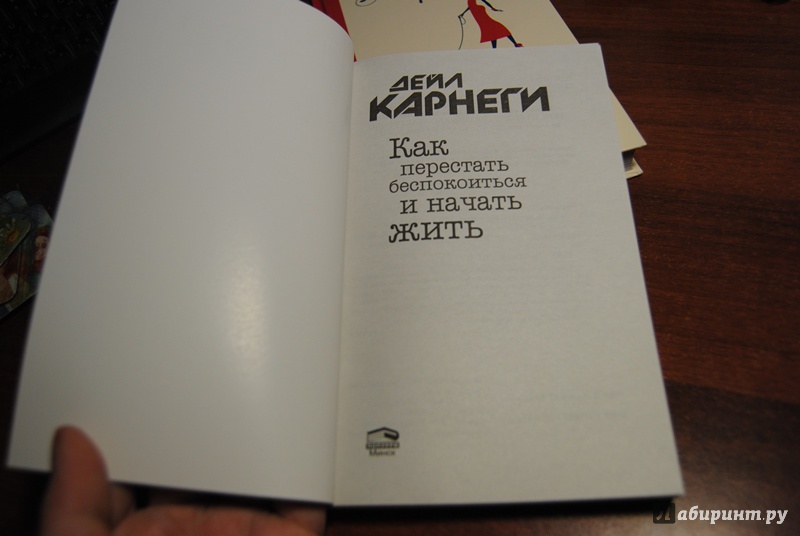 ДЕЙЛ
КАРНЕГИ
Как
перестать
беспокоиться
и начать
жить
Минск
Лабиринт.ру